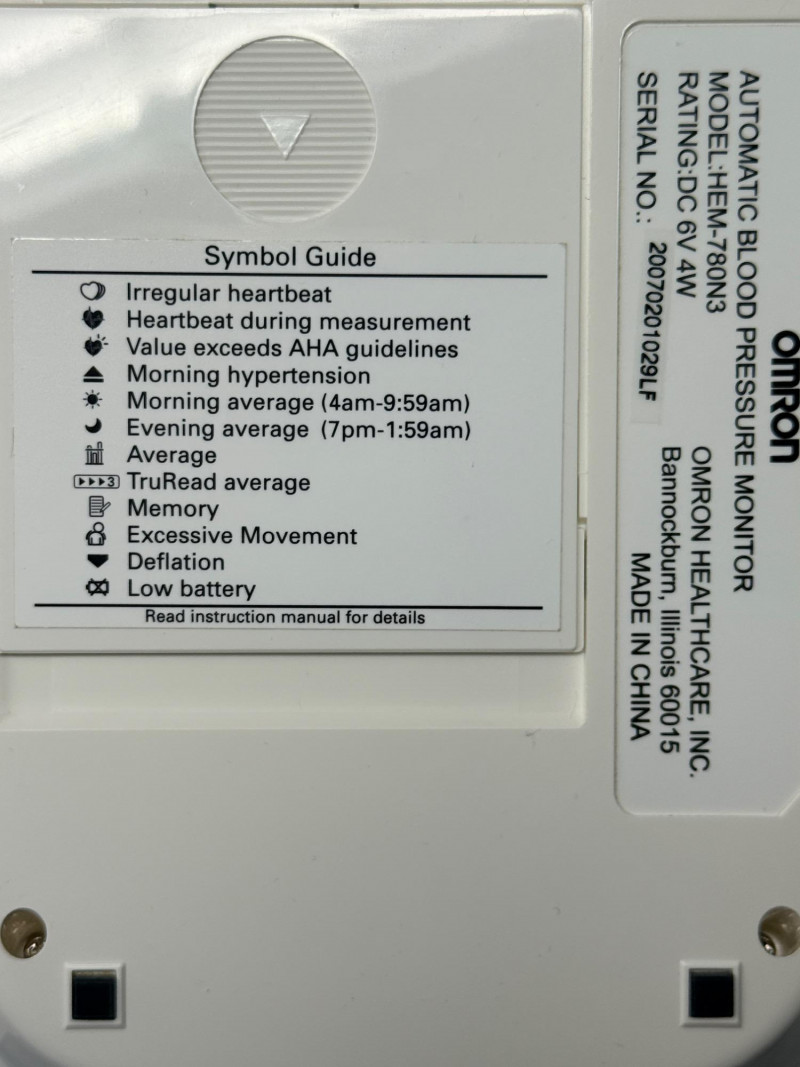 Symbol Guide
Irregular heartbeat
Heartbeat during measurement
Value exceeds AHA guidelines
Morning hypertension
Morning average (4am-9:59am)
Evening average (7pm-1:59am)
Average
TruRead average
Memory
Excessive Movement
Deflation
Low battery
Read instruction manual for details
OMRON
AUTOMATIC BLOOD PRESSURE MONITOR
MODEL:HEM-780N3
RATING:DC 6V 4W
SERIAL NO.: 20070201029LF
OMRON HEALTHCARE, INC.
Bannockburn, Illinois 60015
MADE IN CHINA